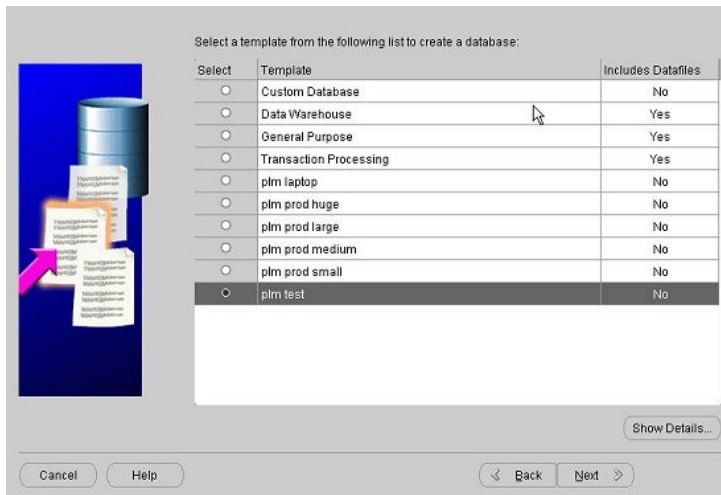 Select a template from the following list to create a database:
Select Template Includes Datafiles
Custom Database No
Data Warehouse Yes
General Purpose Yes
Transaction Processing Yes
plm laptop No
plm prod huge No
plm prod large No
plm prod medium No
plm prod small No
plm test No
Show Details...
Cancel Help Back Next